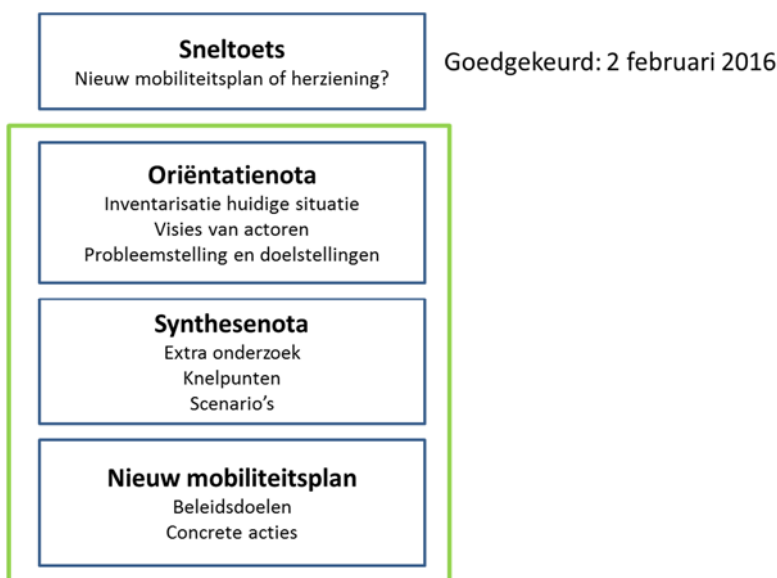 Sneltoets
Nieuw mobiliteitsplan of herziening?
Goedgekeurd: 2 februari 2016
Oriëntatienota
Inventarisatie huidige situatie
Visies van actoren
Probleemstelling en doelstellingen
Synthesenota
Extra onderzoek
Knelpunten
Scenario's
Nieuw mobiliteitsplan
Beleidsdoelen
Concrete acties